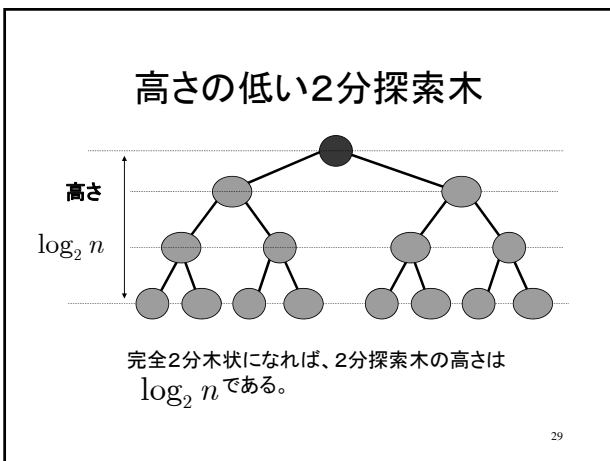 高さの低い2分探索木
高さ
log₂ n
完全2分木状になれば、2分探索木の高さは
log₂ n である。
29